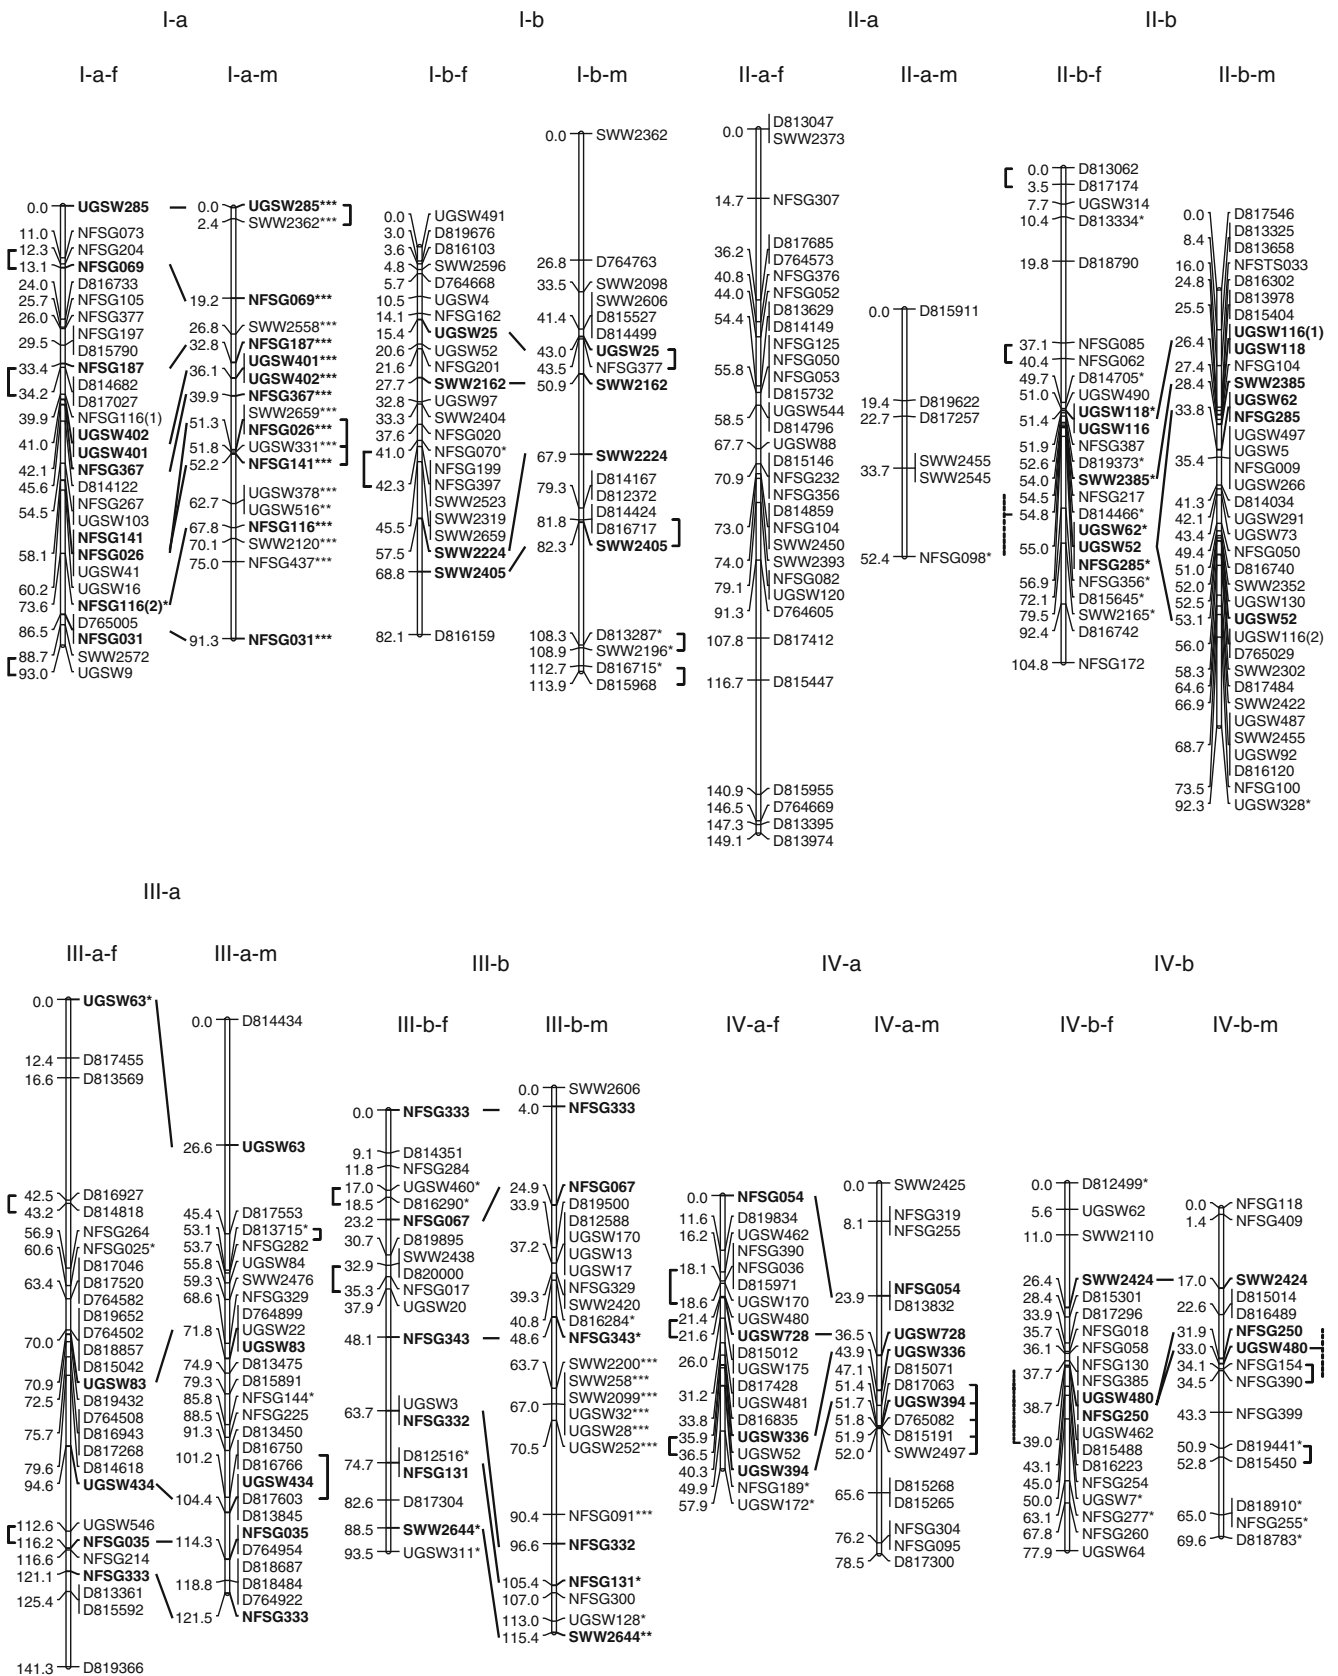 I-a
I-b
II-a
II-b
I-a-f
I-a-m
I-b-f
I-b-m
II-a-f
II-a-m
II-b-f
II-b-m
0.0 UGSW285
11.0 NFSG073
12.3 NFSG204
13.1 NFSG069
24.0 D816733
25.7 NFSG105
26.0 NFSG377
NFSG197
29.5 D815790
33.4 NFSG187
D814682
34.2 D817027
39.9 NFSG116(1)
UGSW402
41.0 UGSW401
42.1 NFSG367
45.6 D814122
NFSG267
54.5 UGSW103
NFSG141
58.1 NFSG026
UGSW41
60.2 UGSW16
73.6 NFSG116(2)*
D765005
86.5 NFSG031
88.7 SWW2572
93.0 UGSW9
0.0 UGSW285***
2.4 SWW2362***
19.2 NFSG069***
26.8 SWW2558***
32.8 NFSG187***
UGSW401***
36.1 UGSW402***
39.9 NFSG367***
SWW2659***
51.3 NFSG026***
51.8 UGSW331***
52.2 NFSG141***
UGSW378***
62.7 UGSW516**
67.8 NFSG116***
70.1 SWW2120***
75.0 NFSG437***
91.3 NFSG031***
0.0 UGSW491
3.0 D819676
3.6 D816103
4.8 SWW2596
5.7 D764668
10.5 UGSW4
14.1 NFSG162
15.4 UGSW25
20.6 UGSW52
21.6 NFSG201
27.7 SWW2162
32.8 UGSW97
33.3 SWW2404
37.6 NFSG020
41.0 NFSG070*
NFSG199
42.3 NFSG397
SWW2523
SWW2319
45.5 SWW2659
57.5 SWW2224
68.8 SWW2405
82.1 D816159
0.0 SWW2362
26.8 D764763
33.5 SWW2098
SWW2606
41.4 D815527
D814499
43.0 UGSW25
43.5 NFSG377
50.9 SWW2162
67.9 SWW2224
D814167
79.3 D812372
D814424
81.8 D816717
82.3 SWW2405
108.3 D813287*
108.9 SWW2196*
112.7 D816715*
113.9 D815968
0.0 D813047
SWW2373
14.7 NFSG307
D817685
36.2 D764573
40.8 NFSG376
44.0 NFSG052
D813629
54.4 D814149
NFSG125
NFSG050
55.8 NFSG053
D815732
UGSW544
58.5 D814796
67.7 UGSW88
D815146
70.9 NFSG232
NFSG356
D814859
73.0 NFSG104
SWW2450
74.0 SWW2393
NFSG082
79.1 UGSW120
91.3 D764605
107.8 D817412
116.7 D815447
140.9 D815955
146.5 D764669
147.3 D813395
149.1 D813974
0.0 D815911
19.4 D819622
22.7 D817257
33.7 SWW2455
SWW2545
52.4 NFSG098*
0.0 D813062
3.5 D817174
7.7 UGSW314
10.4 D813334*
19.8 D818790
37.1 NFSG085
40.4 NFSG062
49.7 D814705*
51.0 UGSW490
UGSW118*
51.4 UGSW116
51.9 NFSG387
52.6 D819373*
54.0 SWW2385*
54.5 NFSG217
54.8 D814466*
UGSW62*
55.0 UGSW52
NFSG285*
56.9 NFSG356*
72.1 D815645*
79.5 SWW2165*
92.4 D816742
104.8 NFSG172
0.0 D817546
D813325
8.4 D813658
16.0 NFSTS033
24.8 D816302
D813978
25.5 D815404
UGSW116(1)
26.4 UGSW118
27.4 NFSG104
28.4 SWW2385
UGSW62
33.8 NFSG285
UGSW497
UGSW5
35.4 NFSG009
UGSW266
41.3 D814034
42.1 UGSW291
43.4 UGSW73
49.4 NFSG050
51.0 D816740
52.0 SWW2352
52.5 UGSW130
53.1 UGSW52
UGSW116(2)
56.0 D765029
58.3 SWW2302
64.6 D817484
66.9 SWW2422
UGSW487
68.7 SWW2455
UGSW92
D816120
73.5 NFSG100
92.3 UGSW328*
III-a
III-a-f
III-a-m
III-b
IV-a
IV-b
III-b-f
III-b-m
IV-a-f
IV-a-m
IV-b-f
IV-b-m
0.0 UGSW63*
12.4 D817455
16.6 D813569
42.5 D816927
43.2 D814818
56.9 NFSG264
60.6 NFSG025*
D817046
63.4 D817520
D764582
D819652
D764502
70.0 D818857
D815042
70.9 UGSW83
72.5 D819432
D764508
75.7 D816943
D817268
79.6 D814618
94.6 UGSW434
112.6 UGSW546
116.2 NFSG035
116.6 NFSG214
121.1 NFSG333
125.4 D813361
D815592
141.3 D819366
0.0 D814434
26.6 UGSW63
45.4 D817553
53.1 D813715*
53.7 NFSG282
55.8 UGSW84
59.3 SWW2476
68.6 NFSG329
D764899
71.8 UGSW22
UGSW83
74.9 D813475
79.3 D815891
85.8 NFSG144*
88.5 NFSG225
91.3 D813450
D816750
101.2 D816766
UGSW434
104.4 D817603
D813845
NFSG035
114.3 D764954
D818687
118.8 D818484
D764922
121.5 NFSG333
0.0 NFSG333
9.1 D814351
11.8 NFSG284
17.0 UGSW460*
18.5 D816290*
23.2 NFSG067
30.7 D819895
SWW2438
32.9 D820000
35.3 NFSG017
37.9 UGSW20
48.1 NFSG343
UGSW3
63.7 NFSG332
D812516*
74.7 NFSG131
82.6 D817304
88.5 SWW2644*
93.5 UGSW311*
0.0 SWW2606
4.0 NFSG333
24.9 NFSG067
33.9 D819500
D812588
UGSW170
37.2 UGSW13
UGSW17
NFSG329
39.3 SWW2420
40.8 D816284*
48.6 NFSG343*
63.7 SWW2200***
SWW258***
67.0 SWW2099***
UGSW32***
UGSW28***
70.5 UGSW252***
90.4 NFSG091***
96.6 NFSG332
105.4 NFSG131*
107.0 NFSG300
113.0 UGSW128*
115.4 SWW2644**
0.0 NFSG054
11.6 D819834
16.2 UGSW462
NFSG390
18.1 NFSG036
D815971
18.6 UGSW170
21.4 UGSW480
21.6 UGSW728
D815012
26.0 UGSW175
D817428
31.2 UGSW481
33.8 D816835
35.9 UGSW336
36.5 UGSW52
40.3 UGSW394
49.9 NFSG189*
57.9 UGSW172*
0.0 SWW2425
8.1 NFSG319
NFSG255
23.9 NFSG054
D813832
36.5 UGSW728
43.9 UGSW336
47.1 D815071
51.4 D817063
51.7 UGSW394
51.8 D765082
51.9 D815191
52.0 SWW2497
65.6 D815268
D815265
76.2 NFSG304
NFSG095
78.5 D817300
0.0 D812499*
5.6 UGSW62
11.0 SWW2110
26.4 SWW2424
28.4 D815301
33.9 D817296
35.7 NFSG018
36.1 NFSG058
37.7 NFSG130
NFSG385
38.7 UGSW480
NFSG250
39.0 UGSW462
D815488
43.1 D816223
45.0 NFSG254
50.0 UGSW7*
63.1 NFSG277*
67.8 NFSG260
77.9 UGSW64
0.0 NFSG118
1.4 NFSG409
17.0 SWW2424
D815014
22.6 D816489
31.9 NFSG250
33.0 UGSW480
34.1 NFSG154
34.5 NFSG390
43.3 NFSG399
50.9 D819441*
52.8 D815450
65.0 D818910*
NFSG255*
69.6 D818783*